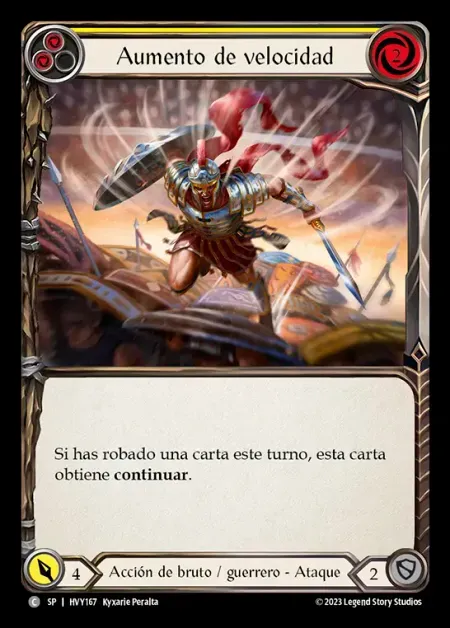 Aumento de velocidad
2
Si has robado una carta este turno, esta carta
obtiene continuar.
4
Acción de bruto / guerrero - Ataque
2
C SP | HVY167 Kyxarie Peralta
© 2023 Legend Story Studios